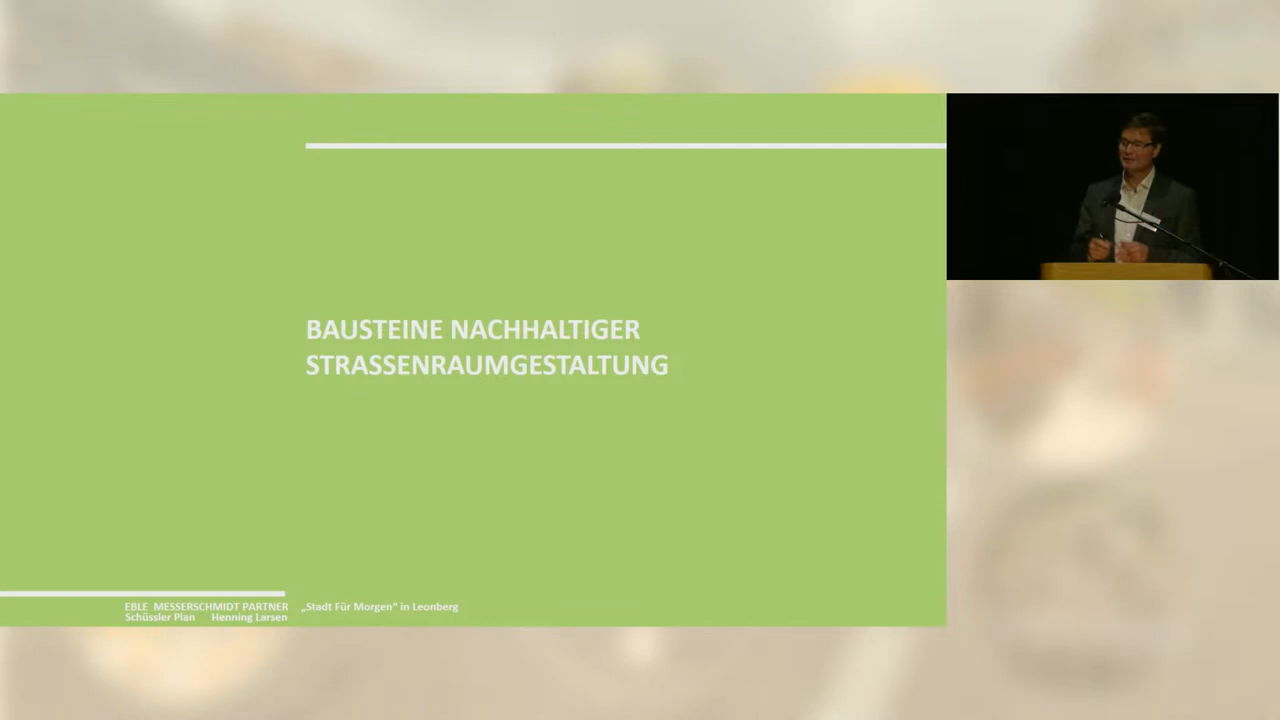 BAUSTEINE NACHHALTIGER
STRASSENRAUMGESTALTUNG
EBLE MESSERSCHMIDT PARTNER „Stadt Für Morgen“ in Leonberg
Schüssler Plan Henning Larsen